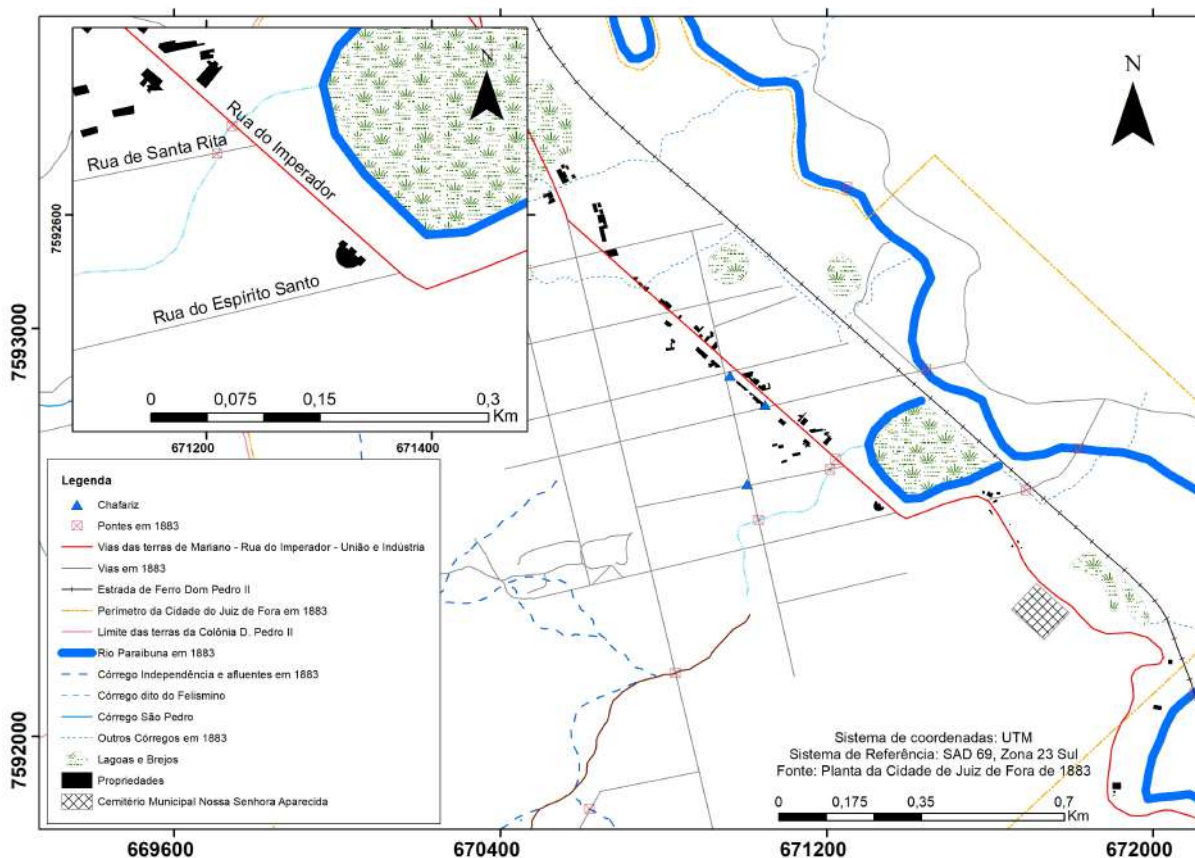 N
Rua do Imperador
Rua de Santa Rita
Rua do Espírito Santo
0 0,075 0,15 0,3
Km
671200 671400
7592600
N
7593000
7592000
Legenda
Chafariz
Pontes em 1883
Vias das terras de Mariano - Rua do Imperador - União e Indústria
Vias em 1883
Estrada de Ferro Dom Pedro II
Perímetro da Cidade do Juiz de Fora em 1883
Limite das terras da Colônia D. Pedro II
Rio Paraibuna em 1883
Córrego Independência e afluentes em 1883
Córrego dito do Felismino
Córrego São Pedro
Outros Córregos em 1883
Lagoas e Brejos
Propriedades
Cemitério Municipal Nossa Senhora Aparecida
Sistema de coordenadas: UTM
Sistema de Referência: SAD 69, Zona 23 Sul
Fonte: Planta da Cidade de Juiz de Fora de 1883
0 0,175 0,35 0,7
Km
669600 670400 671200 672000